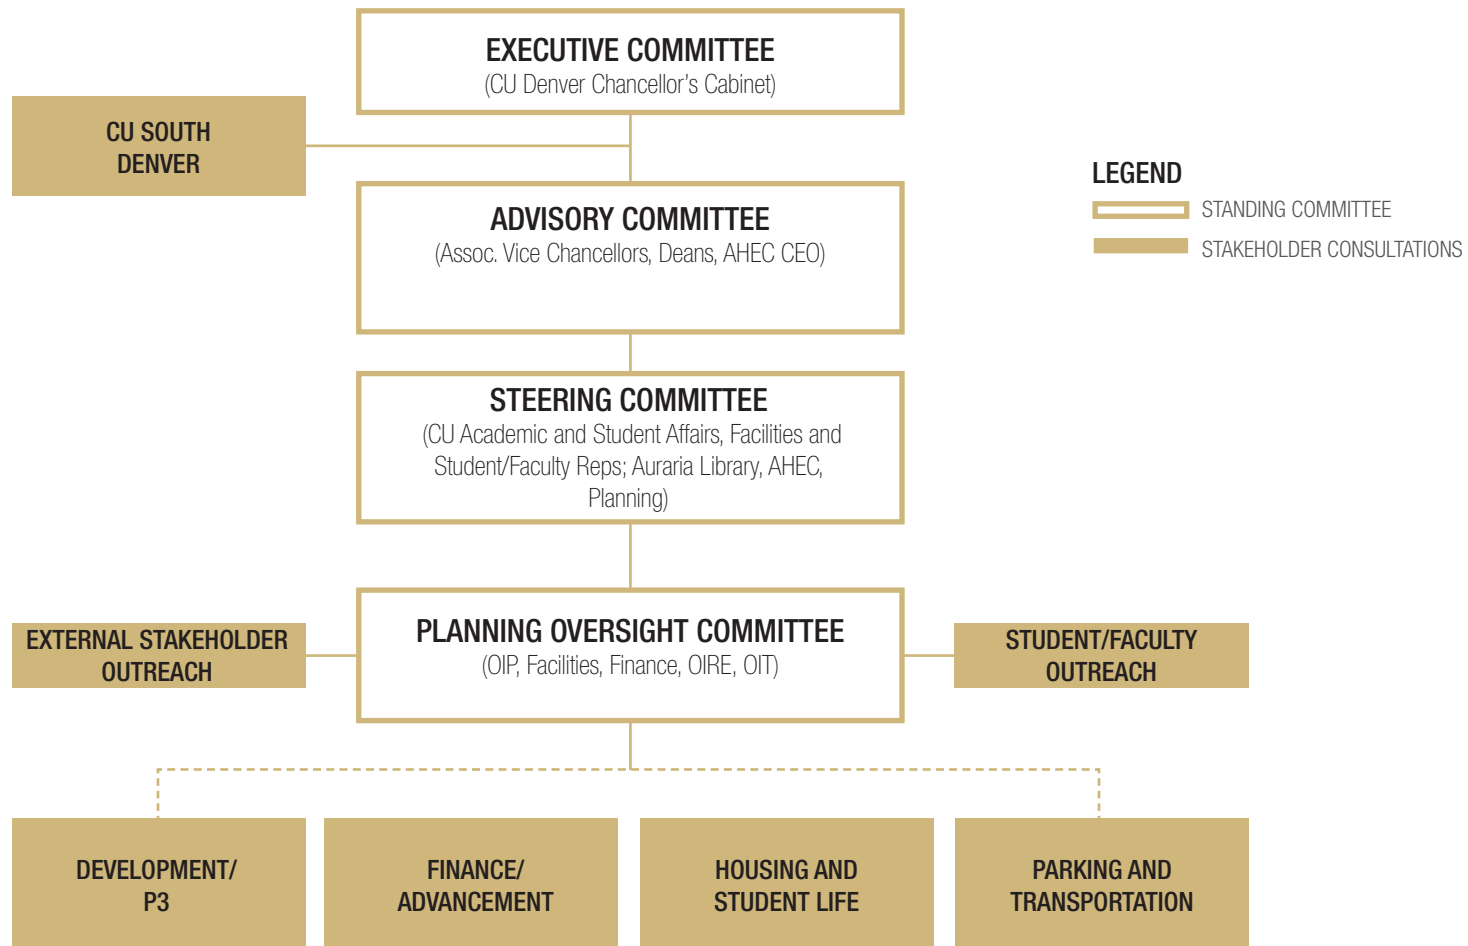 EXECUTIVE COMMITTEE
(CU Denver Chancellor’s Cabinet)
CU SOUTH
DENVER
ADVISORY COMMITTEE
(Assoc. Vice Chancellors, Deans, AHEC CEO)
LEGEND
STANDING COMMITTEE
STAKEHOLDER CONSULTATIONS
STEERING COMMITTEE
(CU Academic and Student Affairs, Facilities and
Student/Faculty Reps; Auraria Library, AHEC,
Planning)
EXTERNAL STAKEHOLDER
OUTREACH
PLANNING OVERSIGHT COMMITTEE
(OIP, Facilities, Finance, OIRE, OIT)
STUDENT/FACULTY
OUTREACH
DEVELOPMENT/
P3
FINANCE/
ADVANCEMENT
HOUSING AND
STUDENT LIFE
PARKING AND
TRANSPORTATION